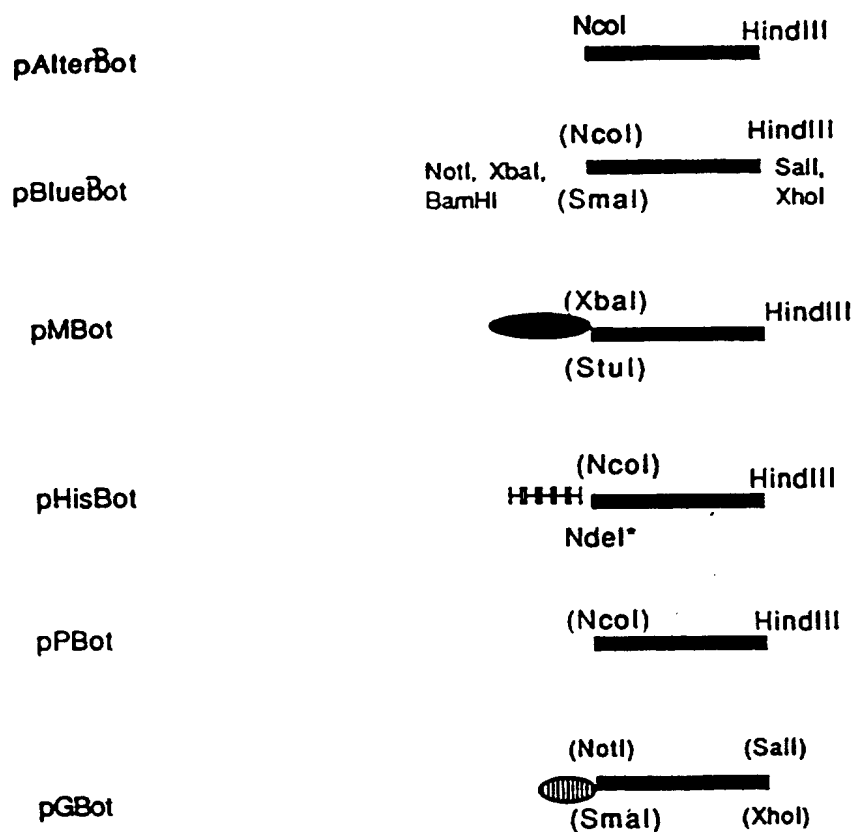 NcoI HindIII
pAlterBot
(NcoI) HindIII
NotI, XbaI, SalI,
pBlueBot
BamHI (SmaI) XhoI
(XbaI) HindIII
pMBot
(StuI)
(NcoI) HindIII
pHisBot
H H H H H H
NdeI*
(NcoI) HindIII
pPBot
(NotI) (SalI)
pGBot
(SmaI) (XhoI)